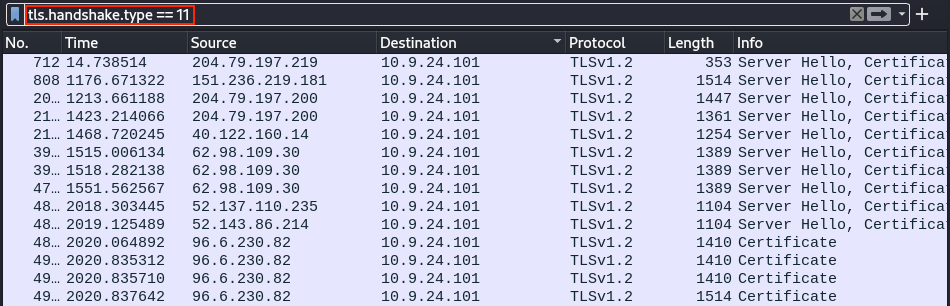 tls.handshake.type == 11
No. Time Source Destination Protocol Length Info
712 14.738514 204.79.197.219 10.9.24.101 TLSv1.2 353 Server Hello, Certifica
808 1176.671322 151.236.219.181 10.9.24.101 TLSv1.2 1514 Server Hello, Certifica
20… 1213.661188 204.79.197.200 10.9.24.101 TLSv1.2 1447 Server Hello, Certifica
21… 1423.214066 204.79.197.200 10.9.24.101 TLSv1.2 1361 Server Hello, Certifica
21… 1468.720245 40.122.160.14 10.9.24.101 TLSv1.2 1254 Server Hello, Certifica
39… 1515.006134 62.98.109.30 10.9.24.101 TLSv1.2 1389 Server Hello, Certifica
39… 1518.282138 62.98.109.30 10.9.24.101 TLSv1.2 1389 Server Hello, Certifica
47… 1551.562567 62.98.109.30 10.9.24.101 TLSv1.2 1389 Server Hello, Certifica
48… 2018.303445 52.137.110.235 10.9.24.101 TLSv1.2 1104 Server Hello, Certifica
48… 2019.125489 52.143.86.214 10.9.24.101 TLSv1.2 1104 Server Hello, Certifica
48… 2020.064892 96.6.230.82 10.9.24.101 TLSv1.2 1410 Certificate
49… 2020.835312 96.6.230.82 10.9.24.101 TLSv1.2 1410 Certificate
49… 2020.835710 96.6.230.82 10.9.24.101 TLSv1.2 1410 Certificate
49… 2020.837642 96.6.230.82 10.9.24.101 TLSv1.2 1514 Certificate